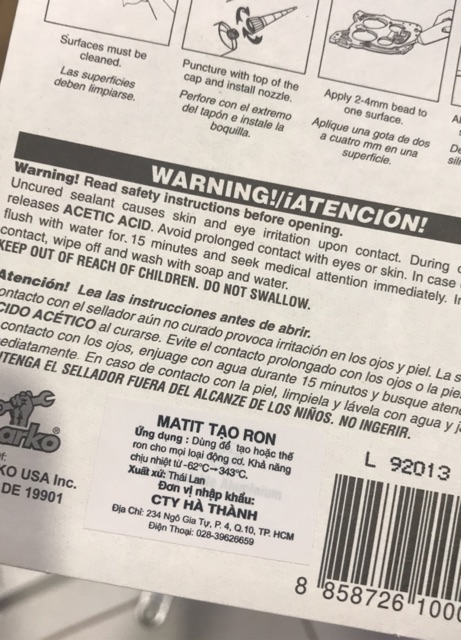 Surfaces must be
cleaned.
Las superficies
deben limpiarse.
Puncture with top of the
cap and install nozzle.
Perfore con el extremo
del tapón e instale la
boquilla.
Apply 2-4mm bead to
one surface.
Aplique una gota de dos
a cuatro mm en una
superficie.
WARNING!/¡ATENCIÓN!
Warning! Read safety instructions before opening.
Uncured sealant causes skin and eye irritation upon contact. During
releases ACETIC ACID. Avoid prolonged contact with eyes or skin. In case
flush with water for 15 minutes and seek medical attention immediately. In
contact, wipe off and wash with soap and water.
KEEP OUT OF REACH OF CHILDREN. DO NOT SWALLOW.
Atención! Lea las instrucciones antes de abrir.
contacto con el sellador aún no curado provoca irritación en los ojos y piel. La
CIDO ACÉTICO al curarse. Evite el contacto prolongado con los ojos o la
contacto con los ojos, enjuague con agua durante 15 minutos y busque
ediatamente. En caso de contacto con la piel, límpiela y lávela con agua y
TENGA EL SELLADOR FUERA DEL ALCANZE DE LOS NIÑOS. NO INGERIR.
arko®
KO USA Inc.
DE 19901
MATIT TẠO RON
Ứng dụng : Dùng để tạo hoặc thế
ron cho mọi loại động cơ. Khả năng
chịu nhiệt từ -62°C→343°C.
Xuất xứ: Thái Lan
Đơn vị nhập khẩu:
CTY HÀ THÀNH
Địa Chỉ: 234 Ngô Gia Tự, P. 4, Q.10, TP. HCM
Điện Thoại: 028-39626659
L 92013
8 858726 100